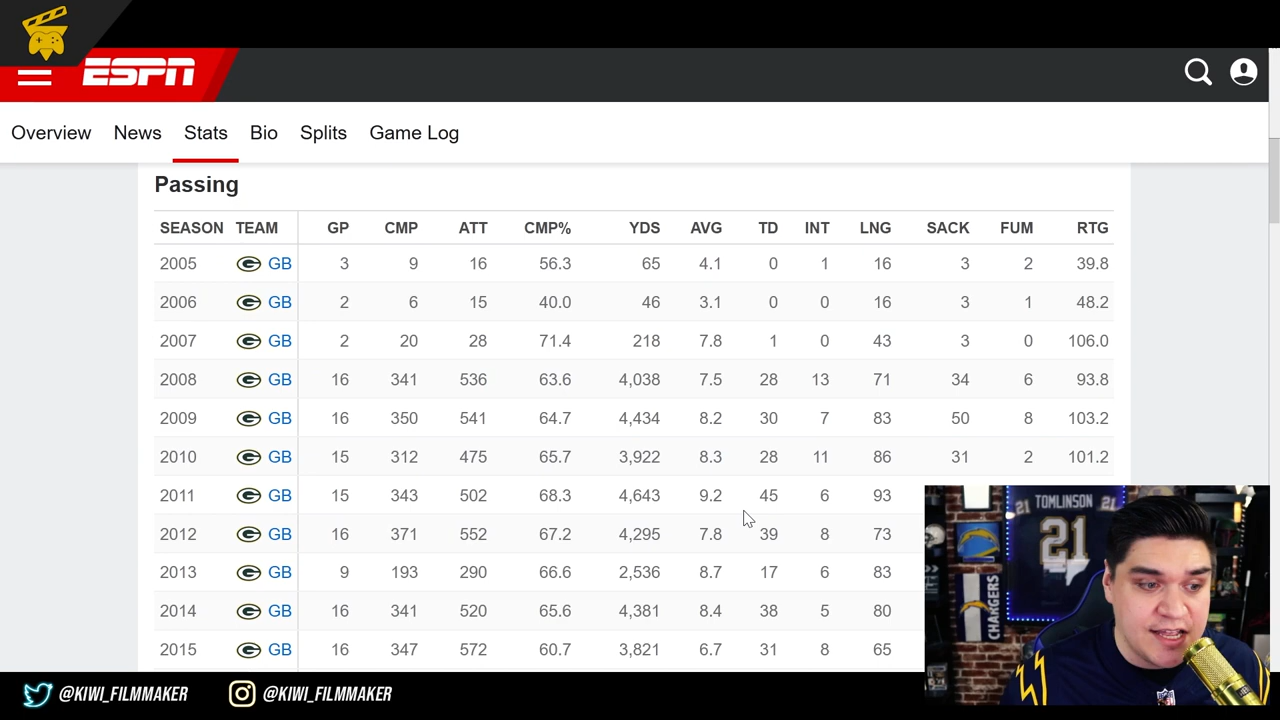 ESPN
Overview News Stats Bio Splits Game Log
Passing
SEASON TEAM GP CMP ATT CMP% YDS AVG TD INT LNG SACK FUM RTG
2005 GB 3 9 16 56.3 65 4.1 0 1 16 3 2 39.8
2006 GB 2 6 15 40.0 46 3.1 0 0 16 3 1 48.2
2007 GB 2 20 28 71.4 218 7.8 1 0 43 3 0 106.0
2008 GB 16 341 536 63.6 4,038 7.5 28 13 71 34 6 93.8
2009 GB 16 350 541 64.7 4,434 8.2 30 7 83 50 8 103.2
2010 GB 15 312 475 65.7 3,922 8.3 28 11 86 31 2 101.2
2011 GB 15 343 502 68.3 4,643 9.2 45 6 93
2012 GB 16 371 552 67.2 4,295 7.8 39 8 73
2013 GB 9 193 290 66.6 2,536 8.7 17 6 83
2014 GB 16 341 520 65.6 4,381 8.4 38 5 80
2015 GB 16 347 572 60.7 3,821 6.7 31 8 65
21 TOMLINSON 21
21
CHARGERS
NFL
@KIWI_FILMMAKER @KIWI_FILMMAKER